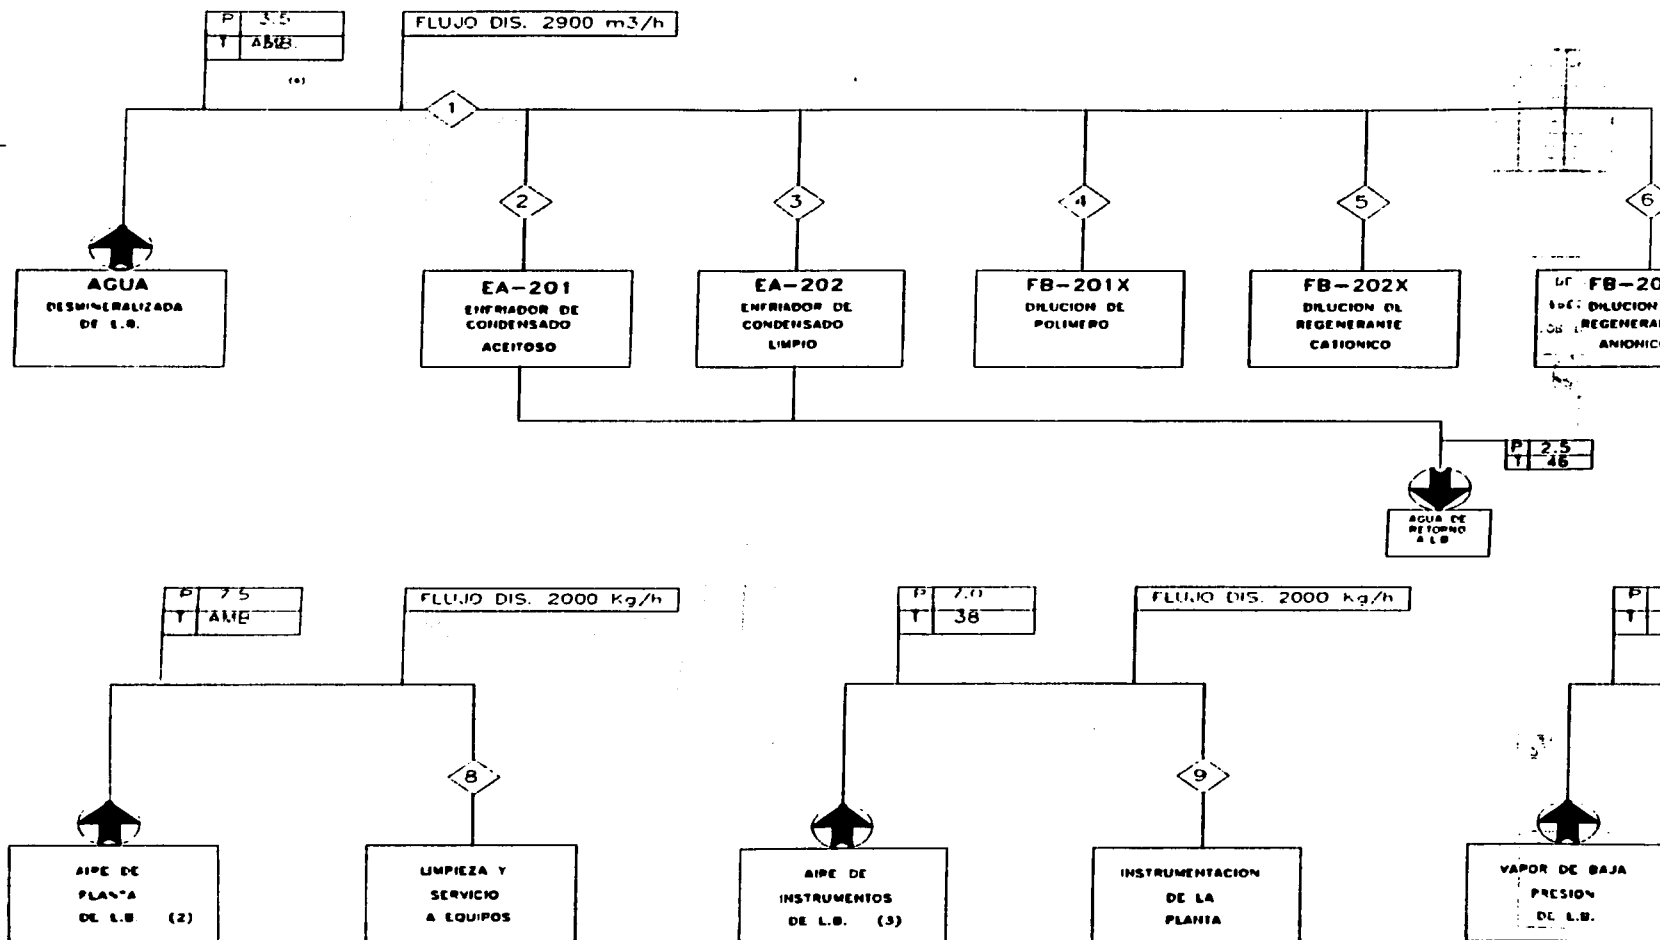 P 3.5
T AMB.
FLUJO DIS. 2900 m3/h
1
2
3
4
5
6
AGUA
DESMINERALIZADA
DE L.B.
EA-201
ENFRIADOR DE
CONDENSADO
ACEITOSO
EA-202
ENFRIADOR DE
CONDENSADO
LIMPIO
FB-201X
DILUCION DE
POLIMERO
FB-202X
DILUCION DE
REGENERANTE
CATIONICO
FB-20
DILUCION
REGENERA
ANIONICO
P 2.5
T 46
AGUA DE
RETORNO
A L.B
P 7.5
T AMB
FLUJO DIS. 2000 Kg/h
P 7.0
T 38
FLUJO DIS. 2000 Kg/h
P
T
8
9
AIRE DE
PLANTA
DE L.B. (2)
LIMPIEZA Y
SERVICIO
A EQUIPOS
AIRE DE
INSTRUMENTOS
DE L.B. (3)
INSTRUMENTACION
DE LA
PLANTA
VAPOR DE BAJA
PRESION
DE L.B.